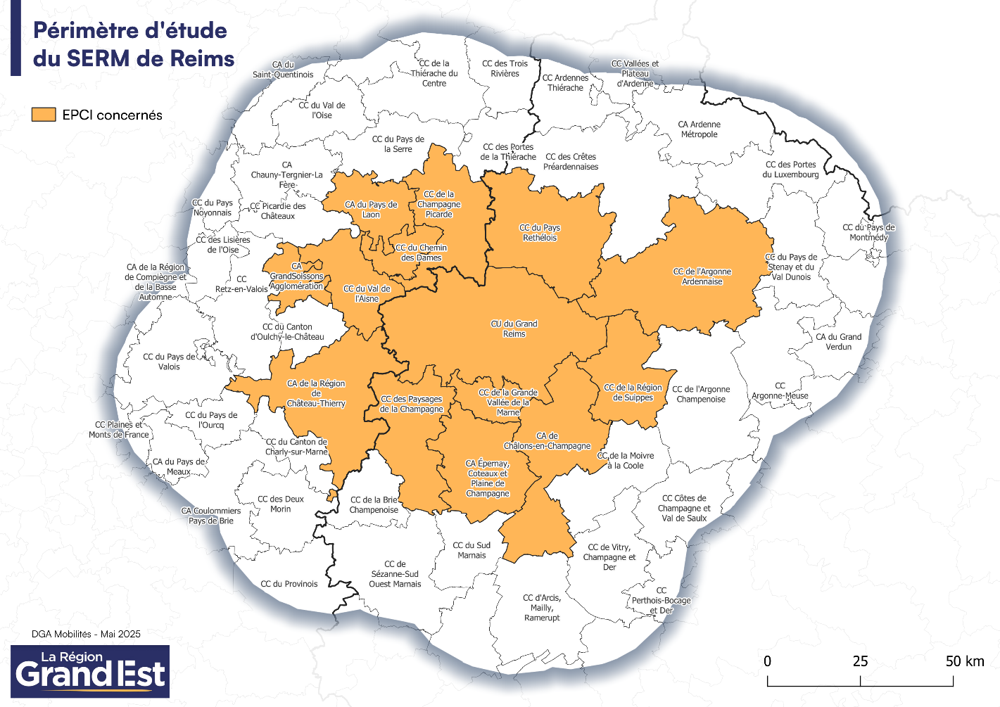 Périmètre d'étude
du SERM de Reims
EPCI concernés
CA du
Saint-Quentinois
CC de la
Thiérache du
Centre
CC des Trois
Rivières
CC Ardennes
Thiérache
CC Vallées et
Plateau
d'Ardenne
CC du Val de
l'Oise
CA Ardenne
Métropole
CC du Pays de
la Serre
CC des Portes
de la Thiérache
CC des Crêtes
Préardennaises
CC des Portes
du Luxembourg
CA
Chauny-Tergnier-La
Fère
CC du Pays
Noyonnais
CC Picardie des
Châteaux
CA du Pays de
Laon
CC de la
Champagne
Picarde
CC du Pays
Rethélois
CC du Pays de
Montmédy
CC des Lisières
de l'Oise
CC du Chemin
des Dames
CA de la Région
de Compiègne et
de la Basse
Automne
CC
Retz-en-Valois
CA
GrandSoissons
Agglomération
CC du Val de
l'Aisne
CC de l'Argonne
Ardennaise
CC du Pays de
Stenay et du
Val Dunois
CC du Canton
d'Oulchy-le-Château
CU du Grand
Reims
CA du Grand
Verdun
CC du Pays de
Valois
CA de la Région
de
Château-Thierry
CC des Paysages
de la Champagne
CC de la Grande
Vallée de la
Marne
CC de la Région
de Suippes
CC de l'Argonne
Champenoise
CC
Argonne-Meuse
CC Plaines et
Monts de France
CC du Pays de
l'Ourcq
CC du Canton de
Charly-sur-Marne
CA de
Châlons-en-Champagne
CC de la Moivre
à la Coole
CA du Pays de
Meaux
CA Épernay,
Coteaux et
Plaine de
Champagne
CA Coulommiers
Pays de Brie
CC des Deux
Morin
CC de la Brie
Champenoise
CC Côtes de
Champagne et
Val de Saulx
CC du Sud
Marnais
CC de Vitry,
Champagne et
Der
CC du Provinois
CC de
Sézanne-Sud
Ouest Marnais
CC d'Arcis,
Mailly,
Ramerupt
CC
Perthois-Bocage
et Der
DGA Mobilités - Mai 2025
La Région
Grand Est
0 25 50 km